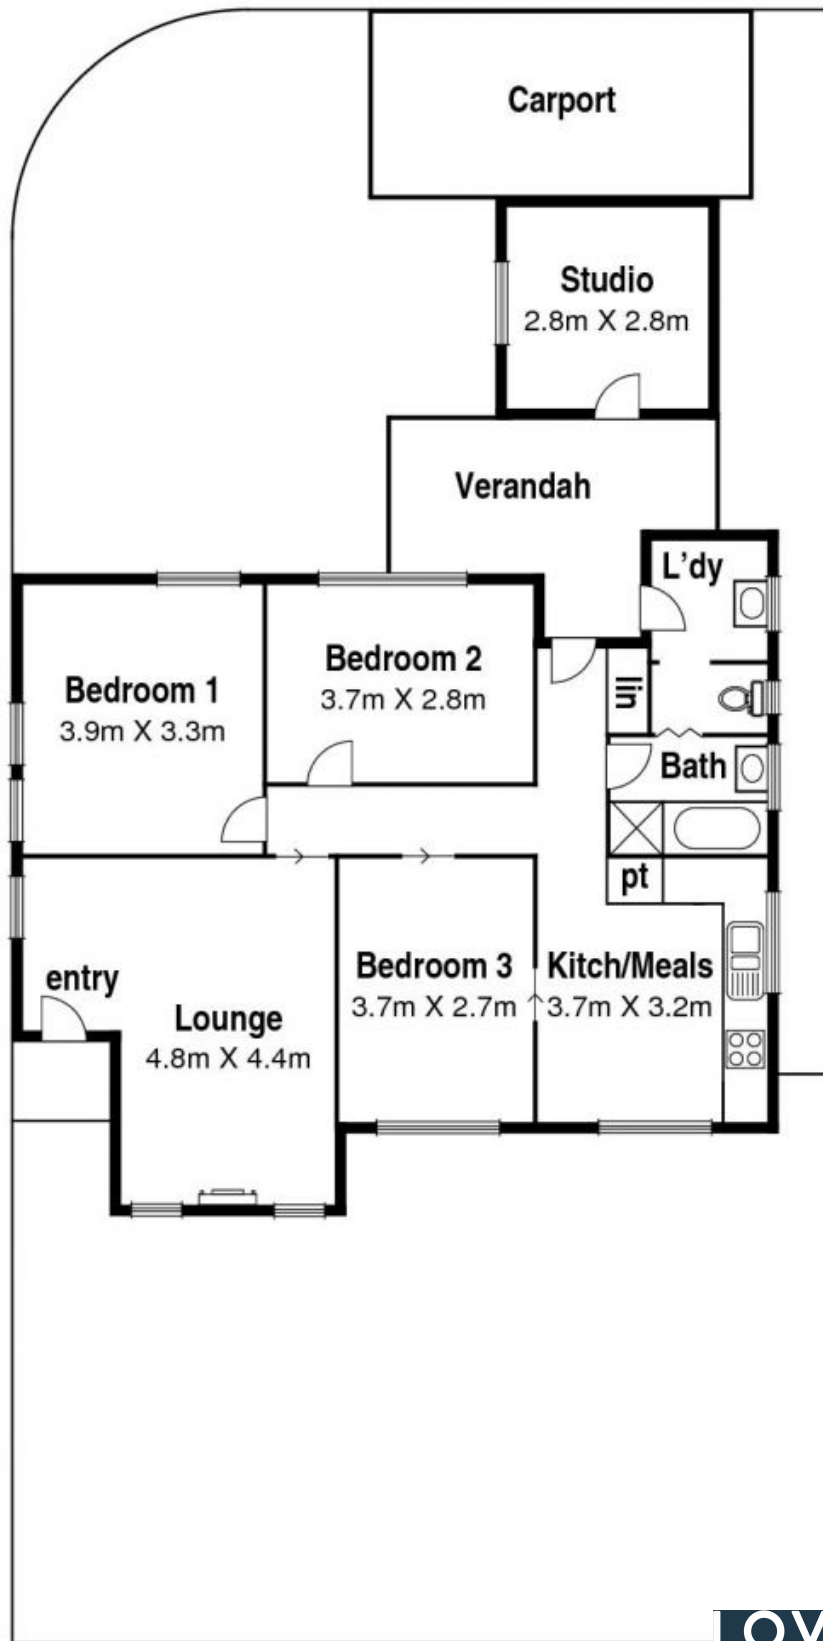 Carport
Studio
2.8m X 2.8m
Verandah
L'dy
Bedroom 1
3.9m X 3.3m
Bedroom 2
3.7m X 2.8m
lin
Bath
pt
entry
Lounge
4.8m X 4.4m
Bedroom 3
3.7m X 2.7m
Kitch/Meals
3.7m X 3.2m